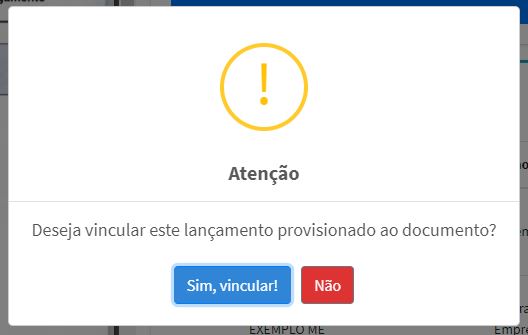 !
Atenção
Deseja vincular este lançamento provisionado ao documento?
Sim, vincular!
Não
EXEMPLO ME